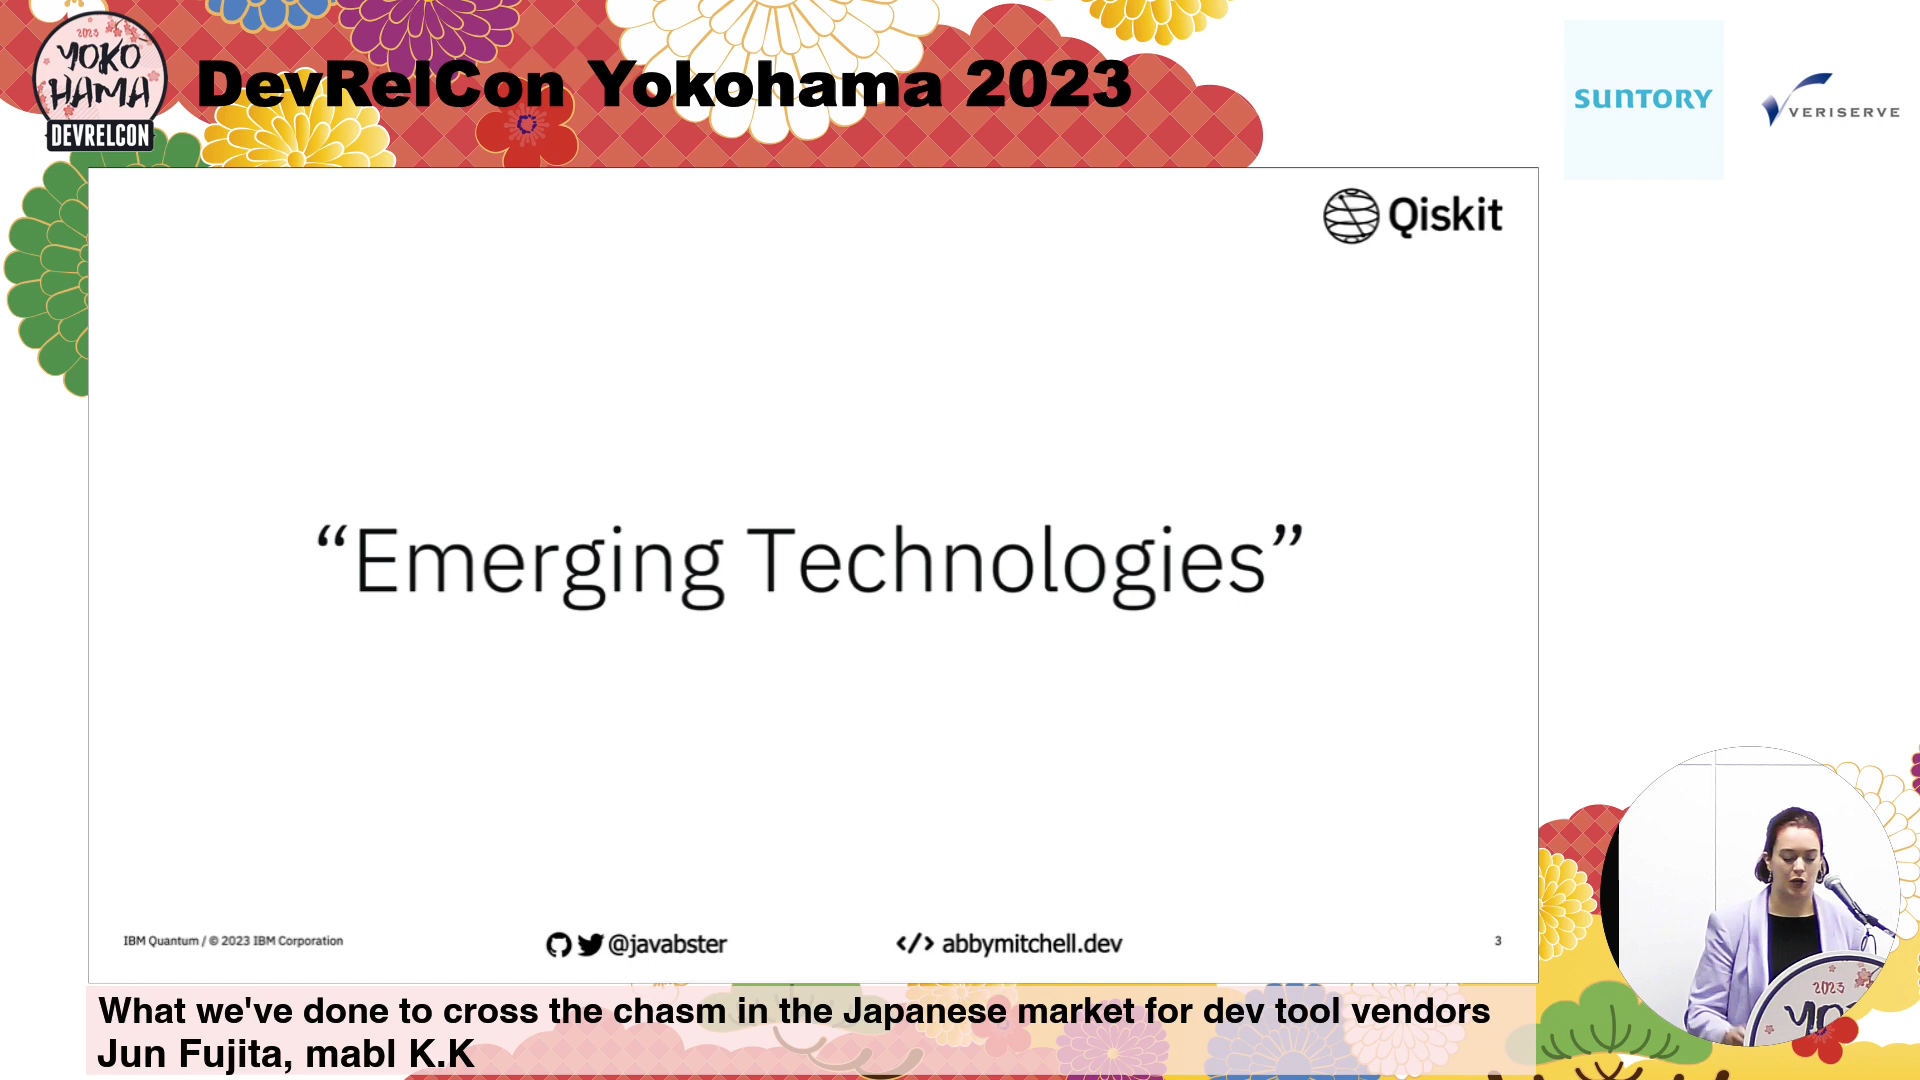 2023
YOKO
HAMA
DEVRELCON
DevRelCon Yokohama 2023
SUNTORY
VERISERVE
Qiskit
“Emerging Technologies”
IBM Quantum / © 2023 IBM Corporation
@javabster
</> abbymitchell.dev
3
What we've done to cross the chasm in the Japanese market for dev tool vendors
Jun Fujita, mabl K.K
2023